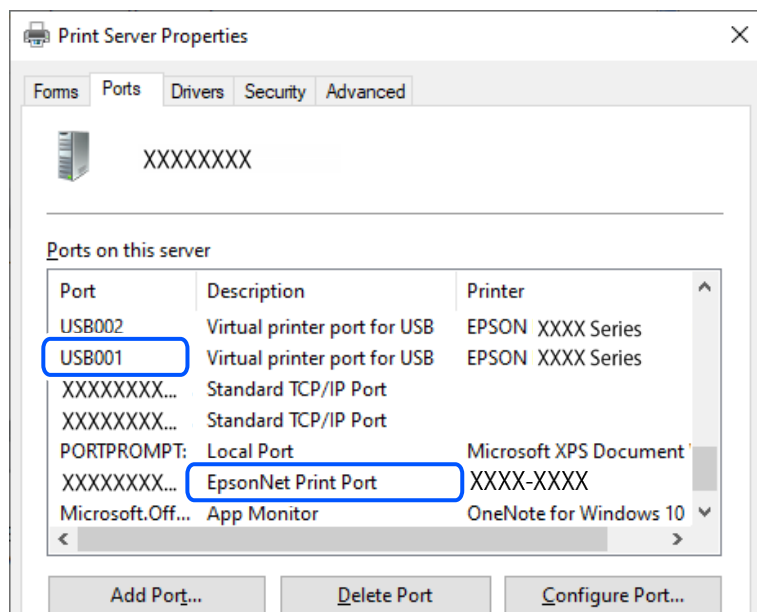 Print Server Properties
Forms Ports Drivers Security Advanced
XXXXXXXX
Ports on this server
Port Description Printer
USB002 Virtual printer port for USB EPSON XXXX Series
USB001 Virtual printer port for USB EPSON XXXX Series
XXXXXXXX... Standard TCP/IP Port
XXXXXXXX... Standard TCP/IP Port
PORTPROMPT: Local Port Microsoft XPS Document
XXXXXXXX... EpsonNet Print Port XXXX-XXXX
Microsoft.Off... App Monitor OneNote for Windows 10
Add Port... Delete Port Configure Port...